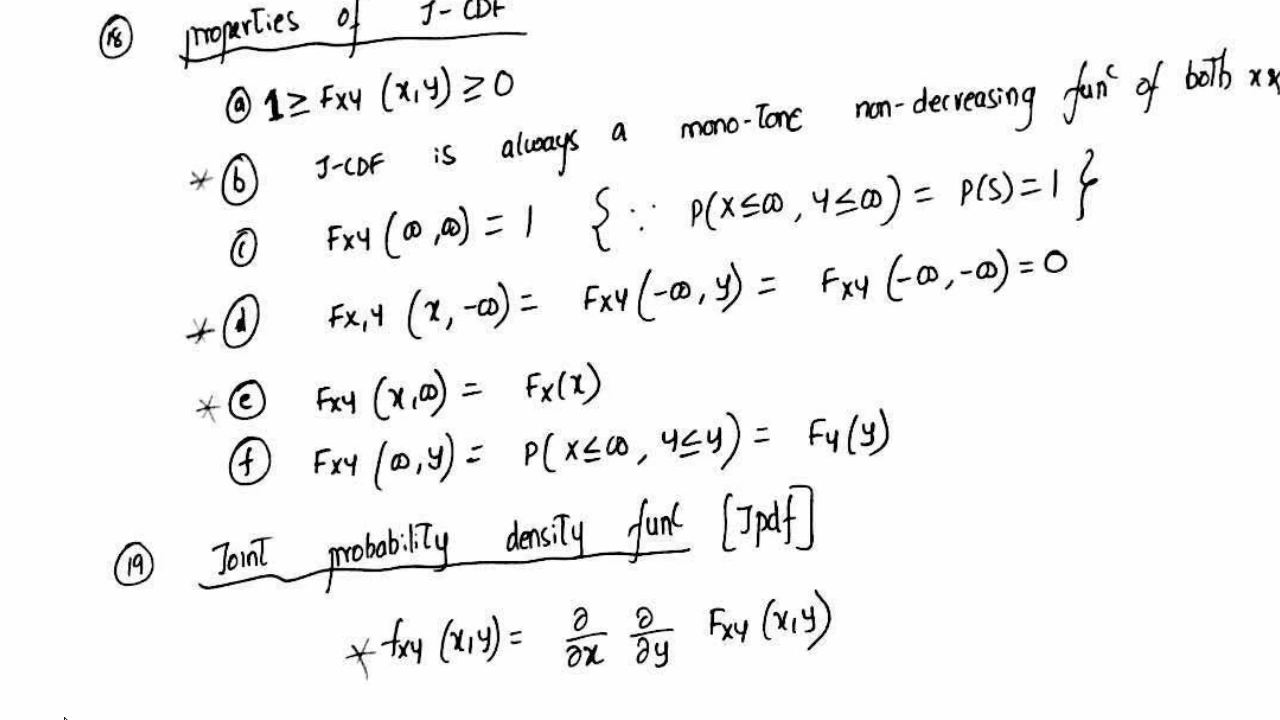 18 properties of J-CDF
a 1 ≥ Fxy (x,y) ≥ 0
* b J-CDF is always a mono-Tone non-decreasing funᶜ of both x
c Fxy (∞,∞) = 1 { ∵ P(X≤∞, Y≤∞) = P(S)=1 }
* d Fx,y (x, -∞) = Fxy (-∞, y) = Fxy (-∞, -∞) = 0
* e Fxy (x,∞) = Fx(x)
f Fxy (∞,y) = P(X≤∞, Y≤y) = Fy(y)
19 Joint probability density func [Jpdf]
* fxy (x,y) = ∂/∂x ∂/∂y Fxy (x,y)